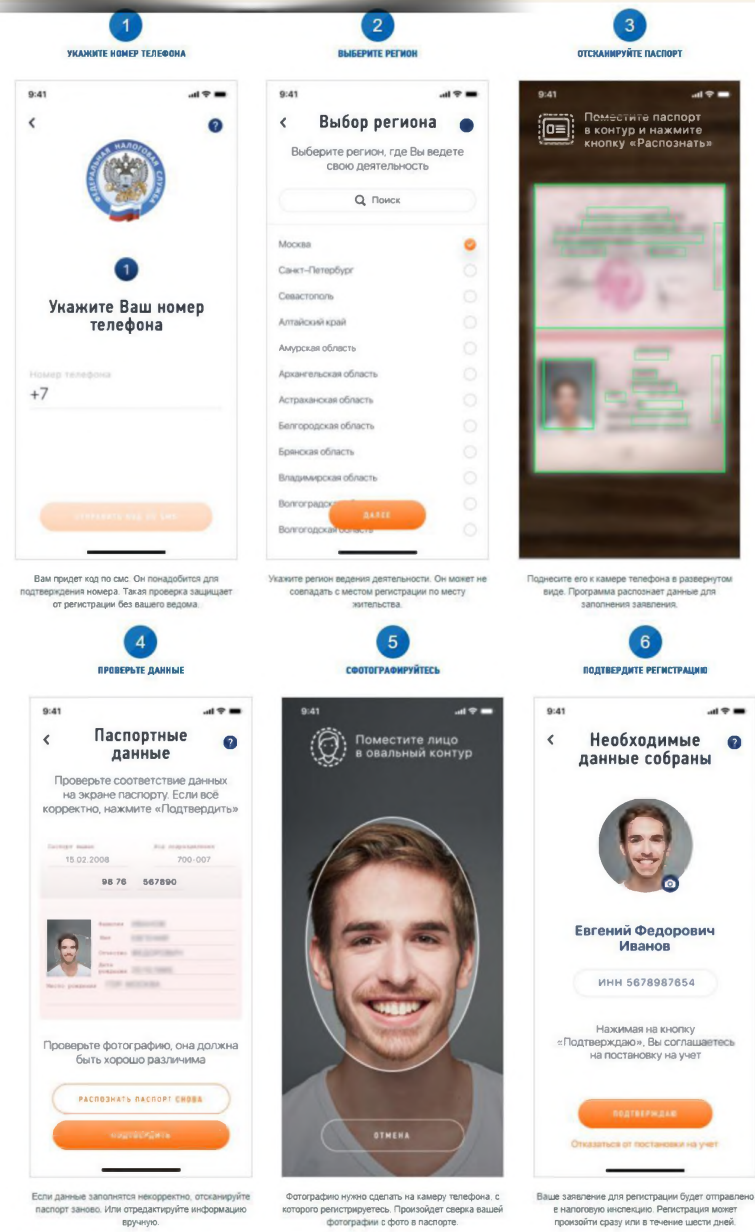 1
УКАЖИТЕ НОМЕР ТЕЛЕФОНА
9:41
?
ФЕДЕРАЛЬНАЯ НАЛОГОВАЯ СЛУЖБА
1
Укажите Ваш номер
телефона
Номер телефона
+7
Вам придет код по смс. Он понадобится для
подтверждения номера. Такая проверка защищает
от регистрации без вашего ведома.
2
ВЫБЕРИТЕ РЕГИОН
9:41
Выбор региона
Выберите регион, где Вы ведете
свою деятельность
Поиск
Москва
Санкт-Петербург
Севастополь
Алтайский край
Амурская область
Архангельская область
Астраханская область
Белгородская область
Брянская область
Владимирская область
ДАЛЕЕ
Укажите регион ведения деятельности. Он может не
совпадать с местом регистрации по месту
жительства.
3
ОТСКАНИРУЙТЕ ПАСПОРТ
9:41
Поместите паспорт
в контур и нажмите
кнопку «Распознать»
Поднесите его к камере телефона в развернутом
виде. Программа распознает данные для
заполнения заявления.
4
ПРОВЕРЬТЕ ДАННЫЕ
9:41
Паспортные
данные
?
Проверьте соответствие данных
на экране паспорту. Если всё
корректно, нажмите «Подтвердить»
15.02.2008 700-007
98 76 567890
Проверьте фотографию, она должна
быть хорошо различима
РАСПОЗНАТЬ ПАСПОРТ СНОВА
ПОДТВЕРДИТЬ
Если данные заполнятся некорректно, отсканируйте
паспорт заново. Или отредактируйте информацию
вручную.
5
СФОТОГРАФИРУЙТЕСЬ
9:41
Поместите лицо
в овальный контур
ОТМЕНА
Фотографию нужно сделать на камеру телефона, с
которого регистрируетесь. Произойдет сверка вашей
фотографии с фото в паспорте.
6
ПОДТВЕРДИТЕ РЕГИСТРАЦИЮ
9:41
Необходимые
данные собраны
?
Евгений Федорович
Иванов
ИНН 5678987654
Нажимая на кнопку
«Подтверждаю», Вы соглашаетесь
на постановку на учет
ПОДТВЕРЖДАЮ
Отказаться от постановки на учет
Ваше заявление для регистрации будет отправлено
в налоговую инспекцию. Регистрация может
произойти сразу или в течение шести дней.